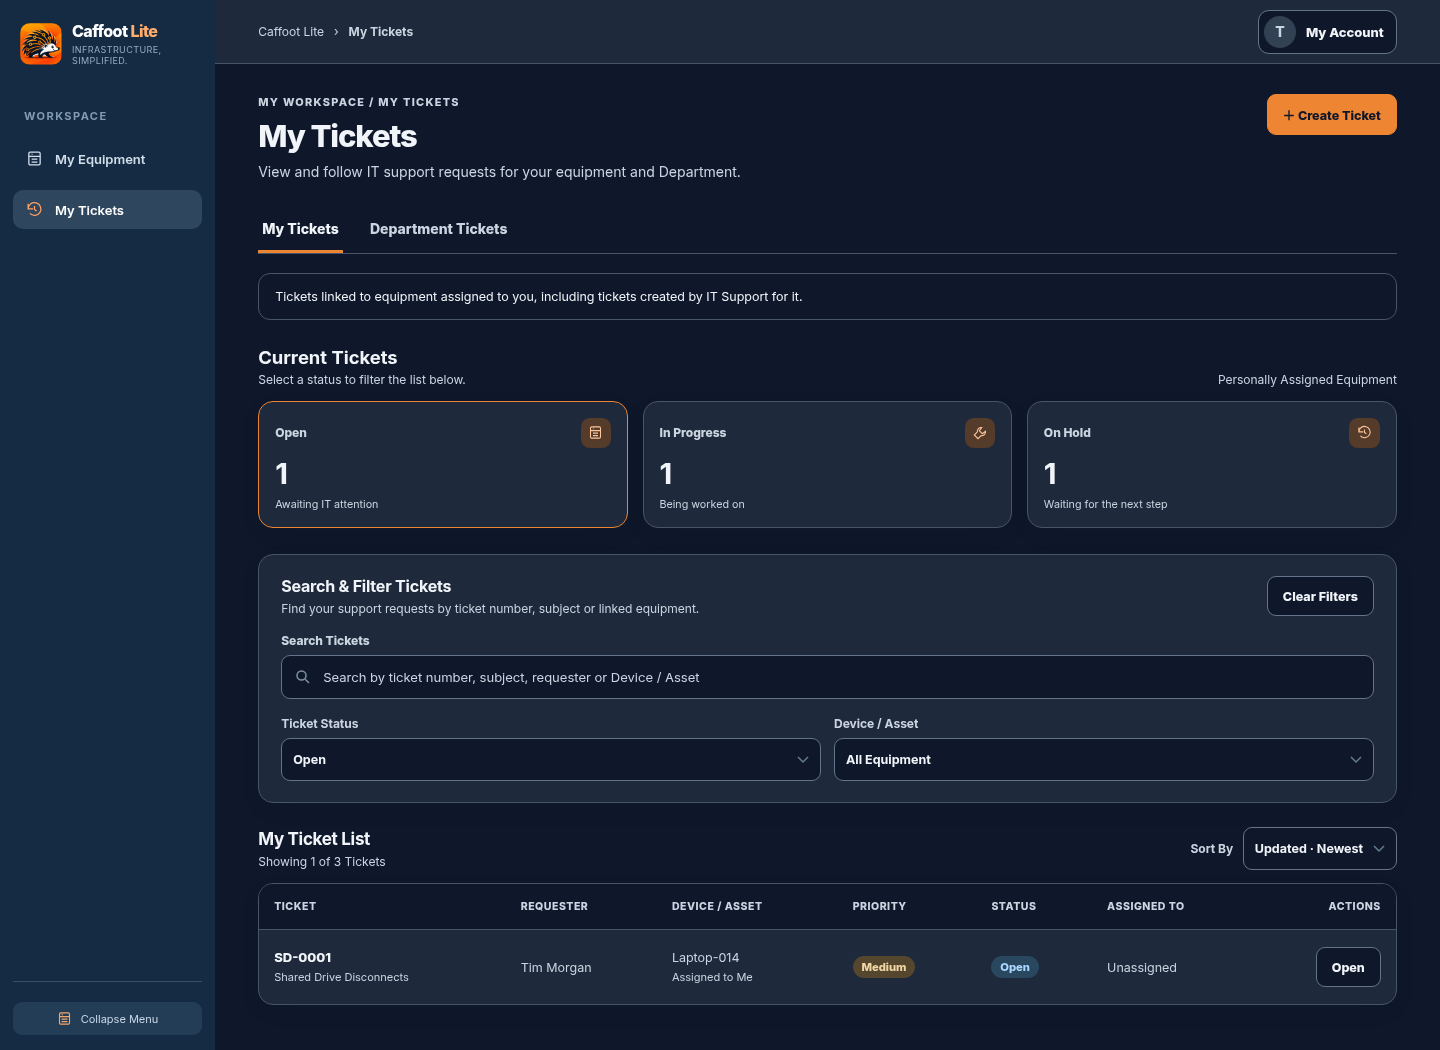 Caffoot Lite
INFRASTRUCTURE,
SIMPLIFIED.
WORKSPACE
My Equipment
My Tickets
Collapse Menu
Caffoot Lite › My Tickets
T My Account
MY WORKSPACE / MY TICKETS
My Tickets
View and follow IT support requests for your equipment and Department.
+ Create Ticket
My Tickets Department Tickets
Tickets linked to equipment assigned to you, including tickets created by IT Support for it.
Current Tickets
Select a status to filter the list below.
Personally Assigned Equipment
Open
1
Awaiting IT attention
In Progress
1
Being worked on
On Hold
1
Waiting for the next step
Search & Filter Tickets
Find your support requests by ticket number, subject or linked equipment.
Clear Filters
Search Tickets
Search by ticket number, subject, requester or Device / Asset
Ticket Status
Open
Device / Asset
All Equipment
My Ticket List
Showing 1 of 3 Tickets
Sort By Updated · Newest
TICKET REQUESTER DEVICE / ASSET PRIORITY STATUS ASSIGNED TO ACTIONS
SD-0001
Shared Drive Disconnects
Tim Morgan
Laptop-014
Assigned to Me
Medium
Open
Unassigned
Open